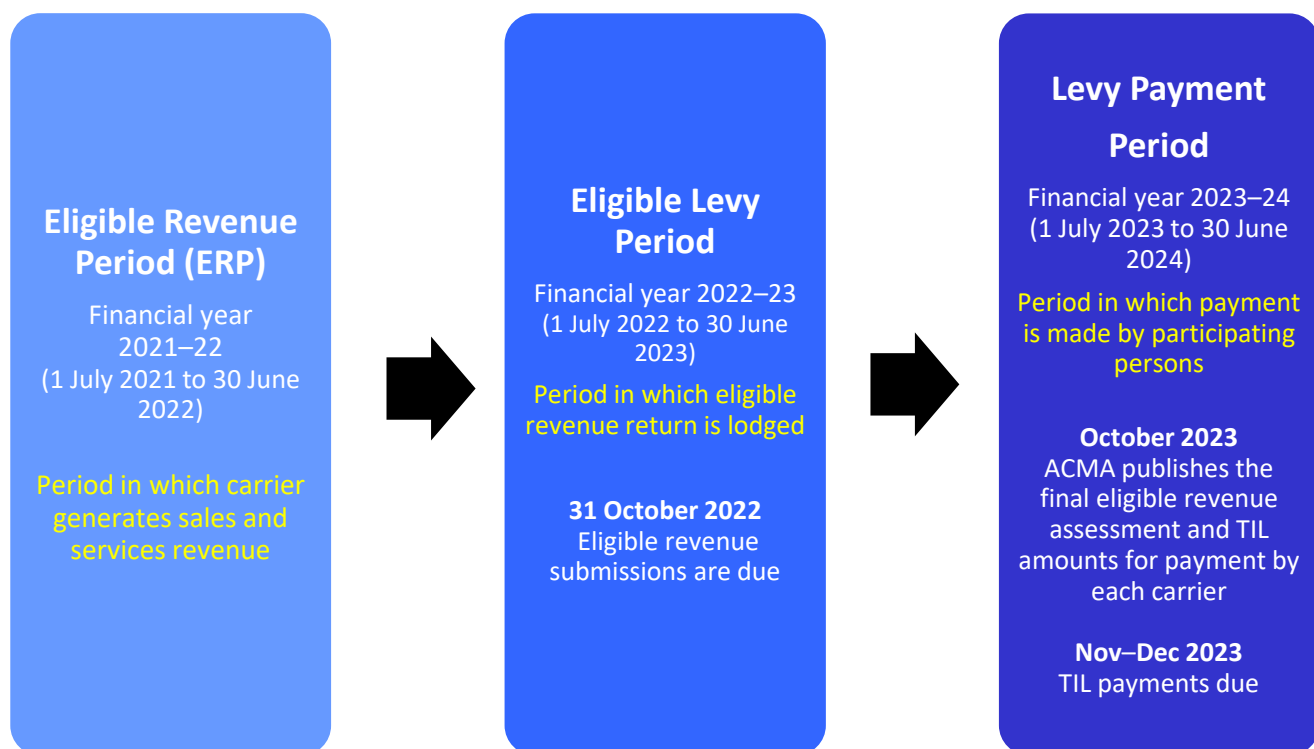 Eligible Revenue
Period (ERP)
Financial year
2021–22
(1 July 2021 to 30 June
2022)
Period in which carrier
generates sales and
services revenue
Eligible Levy
Period
Financial year 2022–23
(1 July 2022 to 30 June
2023)
Period in which eligible
revenue return is lodged
31 October 2022
Eligible revenue
submissions are due
Levy Payment
Period
Financial year 2023–24
(1 July 2023 to 30 June
2024)
Period in which payment
is made by participating
persons
October 2023
ACMA publishes the
final eligible revenue
assessment and TIL
amounts for payment by
each carrier
Nov–Dec 2023
TIL payments due